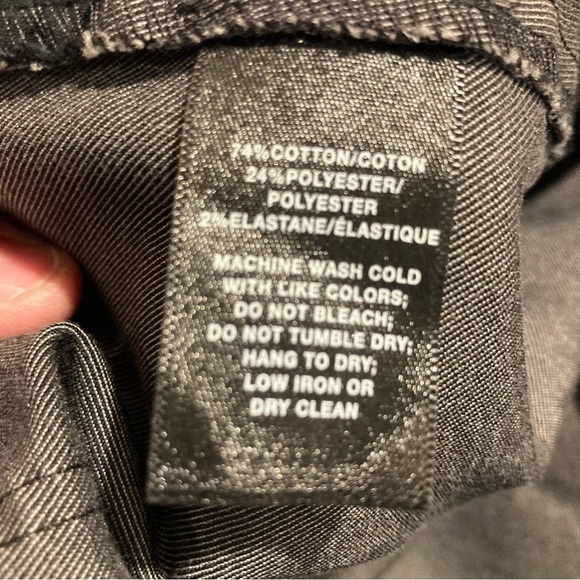 74%COTTON/COTON
24%POLYESTER/
POLYESTER
2%ELASTANE/ÉLASTIQUE
MACHINE WASH COLD
WITH LIKE COLORS;
DO NOT BLEACH;
DO NOT TUMBLE DRY;
HANG TO DRY;
LOW IRON OR
DRY CLEAN